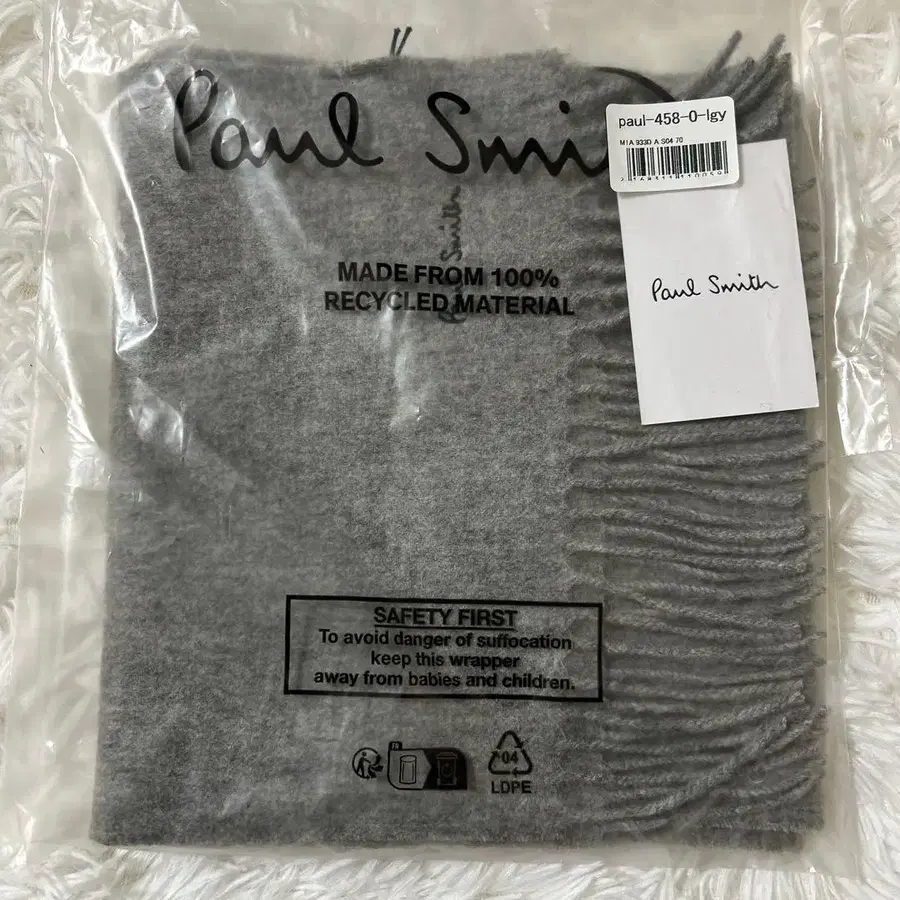 Paul Smith
paul-458-0-lgy
M1A 933D A S04 70
Paul Smith
Paul Smith
MADE FROM 100%
RECYCLED MATERIAL
SAFETY FIRST
To avoid danger of suffocation
keep this wrapper
away from babies and children.
04
LDPE